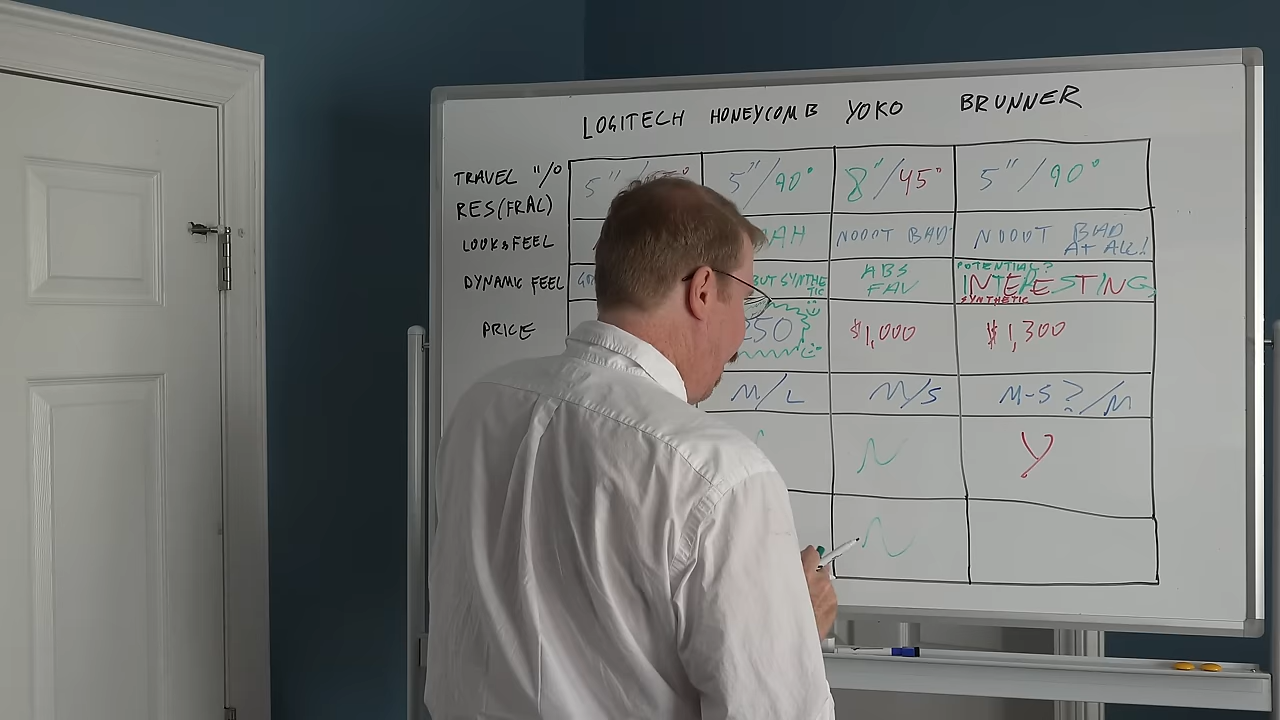 LOGITECH HONEYCOMB YOKO BRUNNER
TRAVEL "/° 5" / 5" / 90° 8" / 45° 5" / 90°
RES(FRAL)
LOOK & FEEL AH NOOOT BAD NOOOT BAD AT ALL!
DYNAMIC FEEL BUT SYNTHETIC ABS FAV POTENTIAL? INTERESTING SYNTHETIC
PRICE 250 $1,000 $1,300
M/L M/S M-S?/M
N Y
N